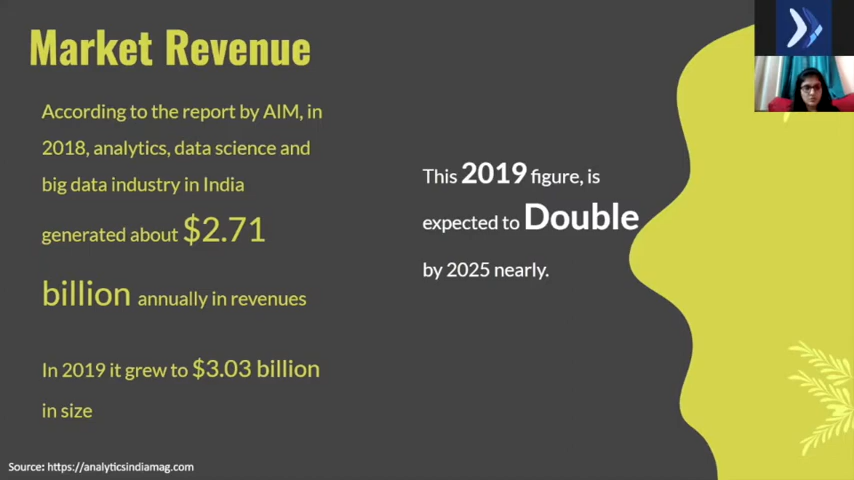 Market Revenue
According to the report by AIM, in
2018, analytics, data science and
big data industry in India
generated about $2.71
billion annually in revenues
In 2019 it grew to $3.03 billion
in size
This 2019 figure, is
expected to Double
by 2025 nearly.
Source: https://analyticsindiamag.com